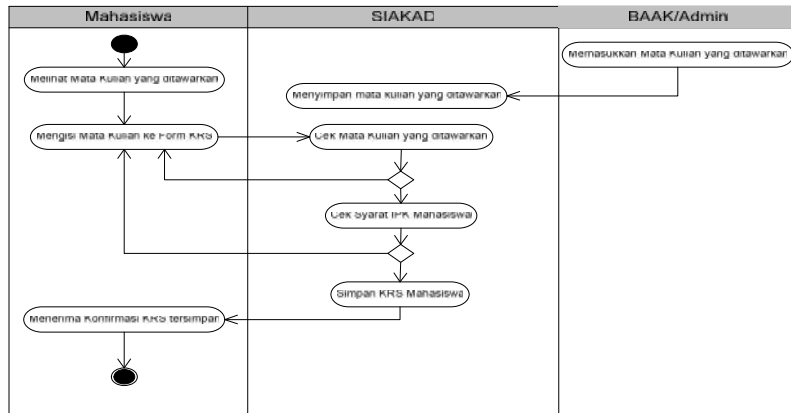 Mahasiswa
SIAKAD
BAAK/Admin
Memasukkan Mata Kuliah yang ditawarkan
Melihat Mata Kuliah yang ditawarkan
Menyimpan mata kuliah yang ditawarkan
Mengisi Mata Kuliah ke Form KRS
Cek Mata Kuliah yang ditawarkan
Cek Syarat IPK Mahasiswa
Simpan KRS Mahasiswa
Menerima Konfirmasi KRS tersimpan